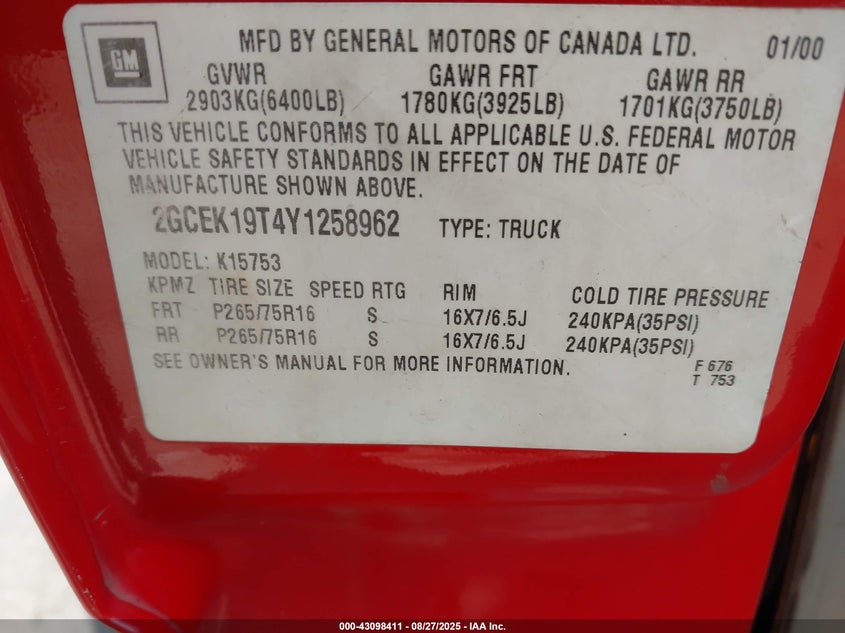 GM
MFD BY GENERAL MOTORS OF CANADA LTD. 01/00
GVWR GAWR FRT GAWR RR
2903KG(6400LB) 1780KG(3925LB) 1701KG(3750LB)
THIS VEHICLE CONFORMS TO ALL APPLICABLE U.S. FEDERAL MOTOR
VEHICLE SAFETY STANDARDS IN EFFECT ON THE DATE OF
MANUFACTURE SHOWN ABOVE.
2GCEK19T4Y1258962 TYPE: TRUCK
MODEL: K15753
KPMZ TIRE SIZE SPEED RTG RIM COLD TIRE PRESSURE
FRT P265/75R16 S 16X7/6.5J 240KPA(35PSI)
RR P265/75R16 S 16X7/6.5J 240KPA(35PSI)
SEE OWNER'S MANUAL FOR MORE INFORMATION. F 676
T 753
000-43098411 - 08/27/2025 - IAA Inc.